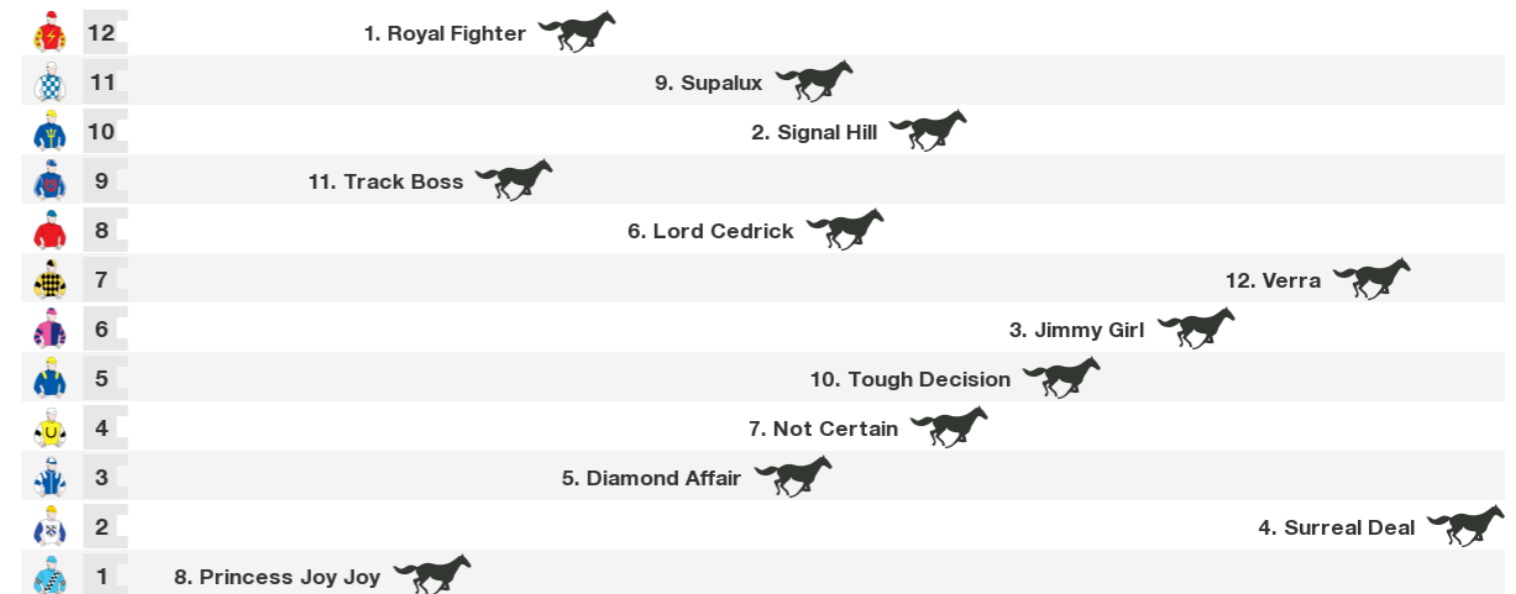 12 1. Royal Fighter
11 9. Supalux
10 2. Signal Hill
9 11. Track Boss
8 6. Lord Cedrick
7 12. Verra
6 3. Jimmy Girl
5 10. Tough Decision
4 7. Not Certain
3 5. Diamond Affair
2 4. Surreal Deal
1 8. Princess Joy Joy